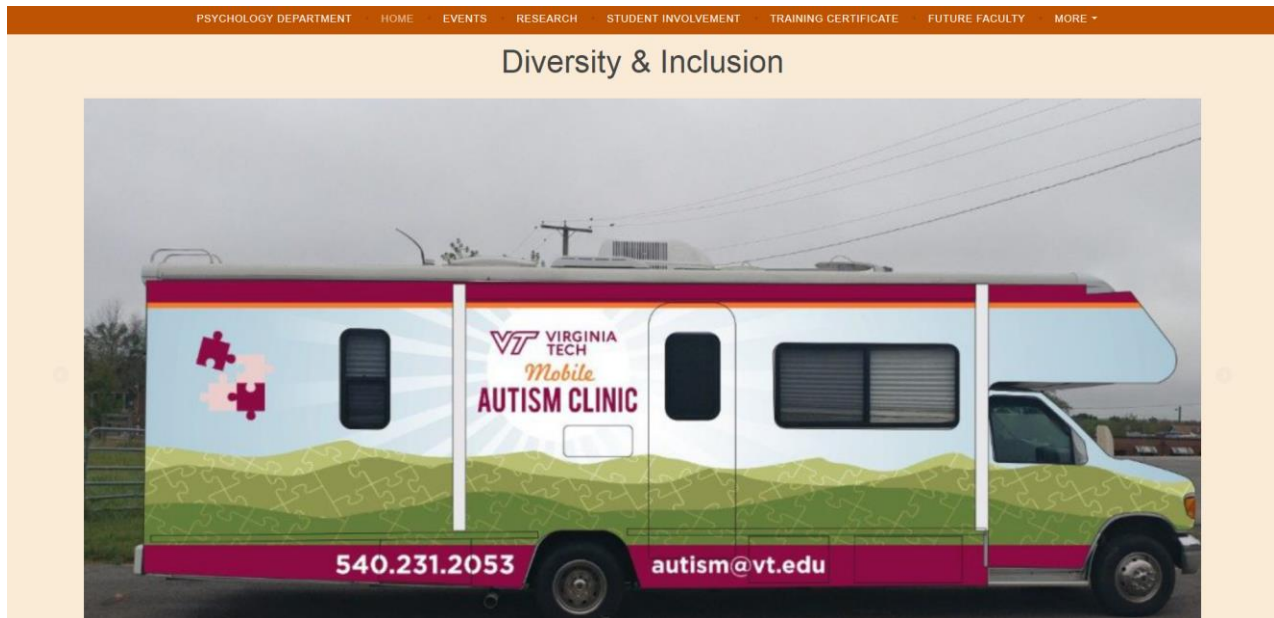 PSYCHOLOGY DEPARTMENT HOME EVENTS RESEARCH STUDENT INVOLVEMENT TRAINING CERTIFICATE FUTURE FACULTY MORE
Diversity & Inclusion
VT VIRGINIA
TECH
Mobile
AUTISM CLINIC
540.231.2053 autism@vt.edu